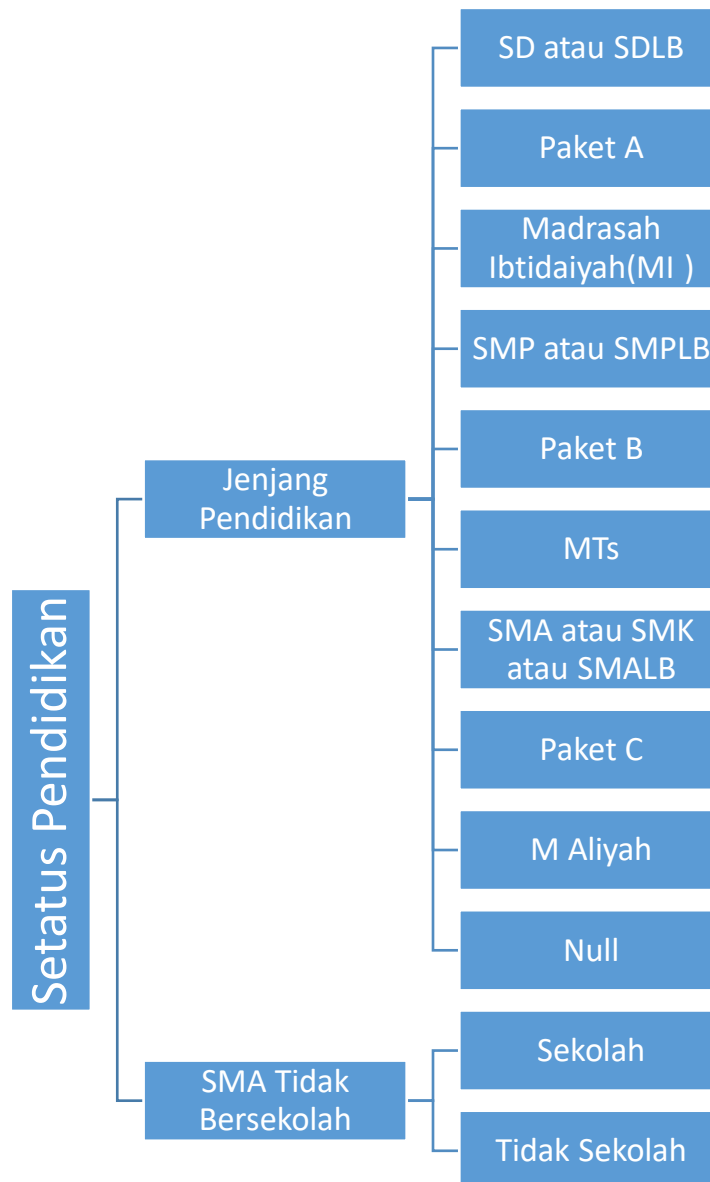 Setatus Pendidikan
Jenjang
Pendidikan
SD atau SDLB
Paket A
Madrasah
Ibtidaiyah(MI )
SMP atau SMPLB
Paket B
MTs
SMA atau SMK
atau SMALB
Paket C
M Aliyah
Null
SMA Tidak
Bersekolah
Sekolah
Tidak Sekolah